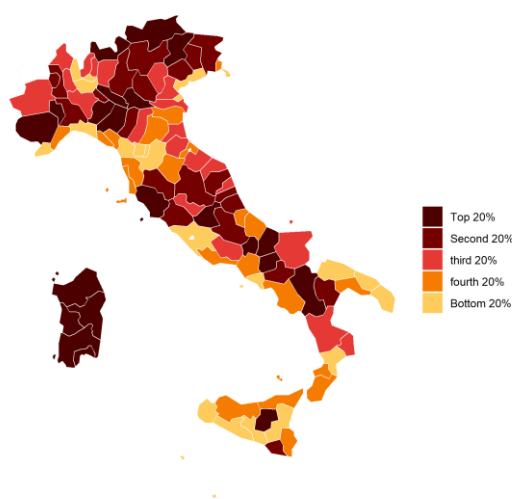 Top 20%
Second 20%
third 20%
fourth 20%
Bottom 20%